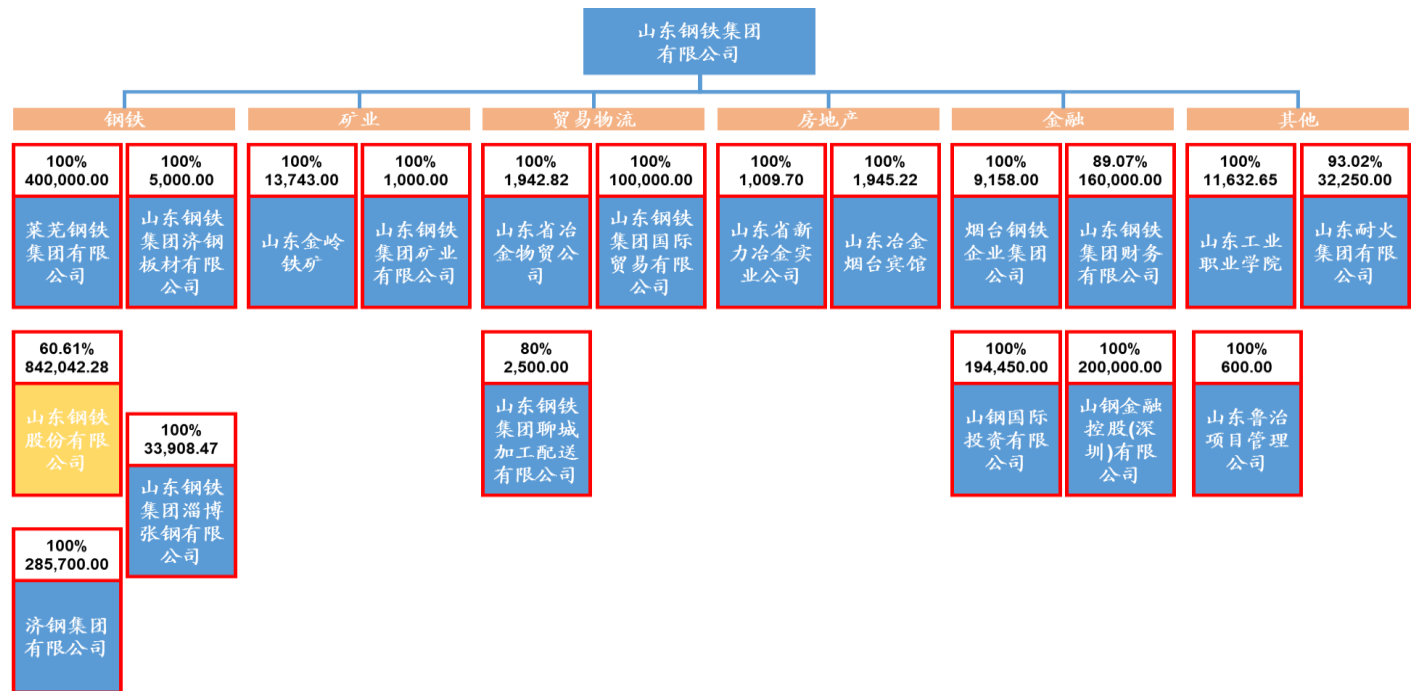 山东钢铁集团
有限公司
钢铁
矿业
贸易物流
房地产
金融
其他
100%
400,000.00
莱芜钢铁
集团有限
公司
100%
5,000.00
山东钢铁
集团济钢
板材有限
公司
100%
13,743.00
山东金岭
铁矿
100%
1,000.00
山东钢铁
集团矿业
有限公司
100%
1,942.82
山东省冶
金物贸公
司
100%
100,000.00
山东钢铁
集团国际
贸易有限
公司
100%
1,009.70
山东省新
力冶金实
业公司
100%
1,945.22
山东冶金
烟台宾馆
100%
9,158.00
烟台钢铁
企业集团
公司
89.07%
160,000.00
山东钢铁
集团财务
有限公司
100%
11,632.65
山东工业
职业学院
93.02%
32,250.00
山东耐火
集团有限
公司
60.61%
842,042.28
山东钢铁
股份有限
公司
100%
33,908.47
山东钢铁
集团淄博
张钢有限
公司
80%
2,500.00
山东钢铁
集团聊城
加工配送
有限公司
100%
194,450.00
山钢国际
投资有限
公司
100%
200,000.00
山钢金融
控股(深
圳)有限
公司
100%
600.00
山东鲁冶
项目管理
公司
100%
285,700.00
济钢集团
有限公司